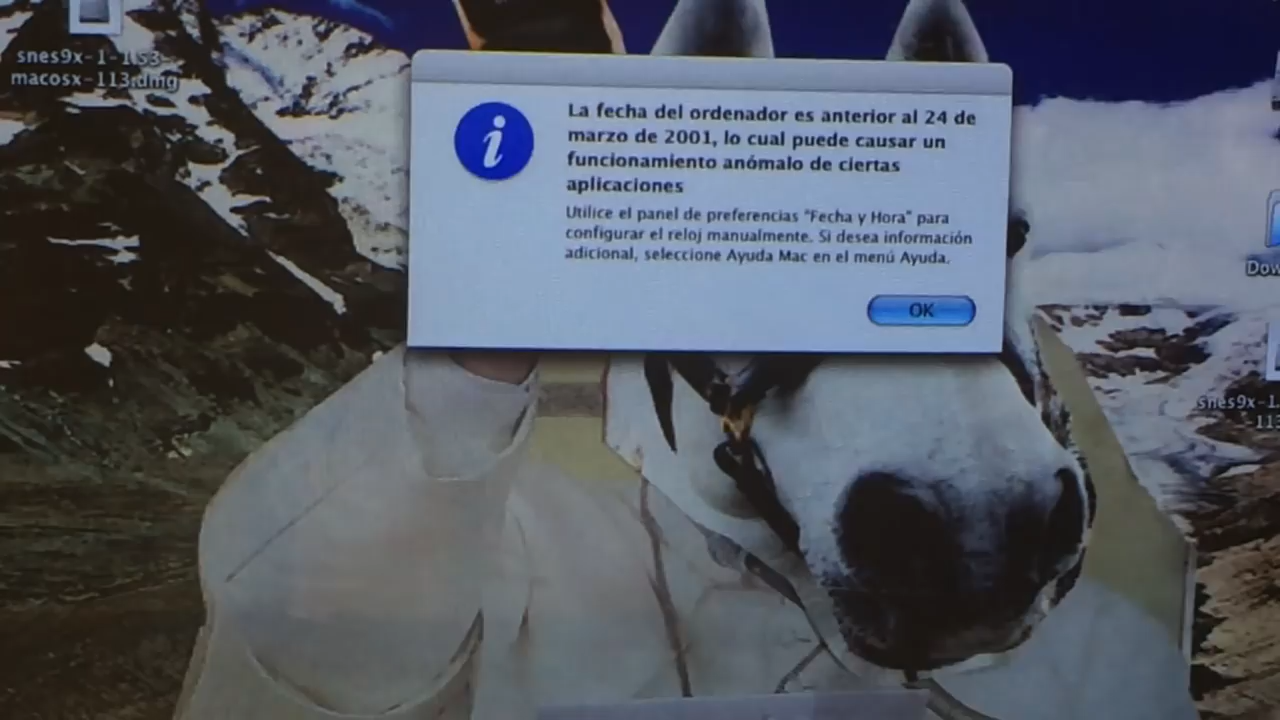 snes9x-1-1.53-
macosx-113.dmg
La fecha del ordenador es anterior al 24 de
marzo de 2001, lo cual puede causar un
funcionamiento anómalo de ciertas
aplicaciones
Utilice el panel de preferencias "Fecha y Hora" para
configurar el reloj manualmente. Si desea información
adicional, seleccione Ayuda Mac en el menú Ayuda.
OK
Dow
snes9x-1.
-113